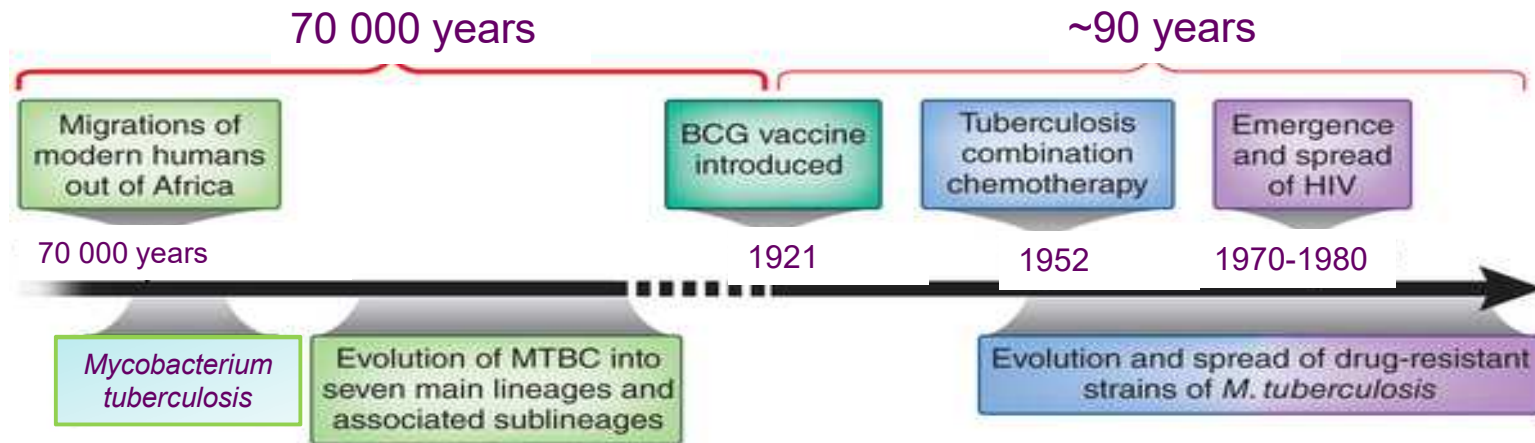 70 000 years
~90 years
Migrations of
modern humans
out of Africa
BCG vaccine
introduced
Tuberculosis
combination
chemotherapy
Emergence
and spread
of HIV
70 000 years
1921
1952
1970-1980
Mycobacterium
tuberculosis
Evolution of MTBC into
seven main lineages and
associated sublineages
Evolution and spread of drug-resistant
strains of M. tuberculosis